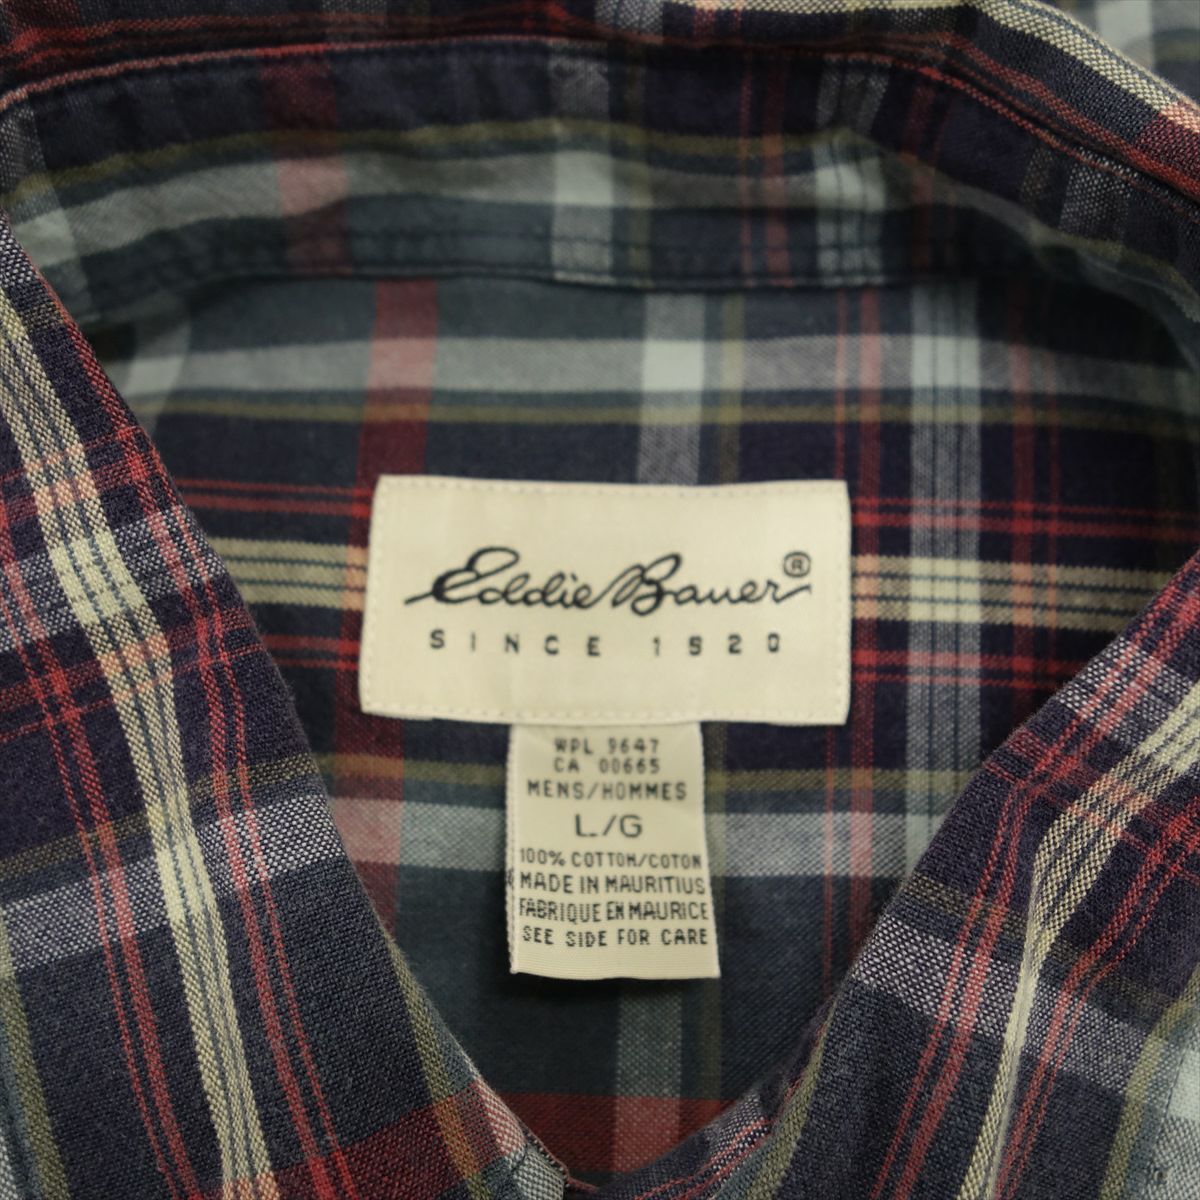 Eddie Bauer®
SINCE 1920
WPL 9647
CA 00665
MENS/HOMMES
L/G
100% COTTON/COTON
MADE IN MAURITIUS
FABRIQUE EN MAURICE
SEE SIDE FOR CARE